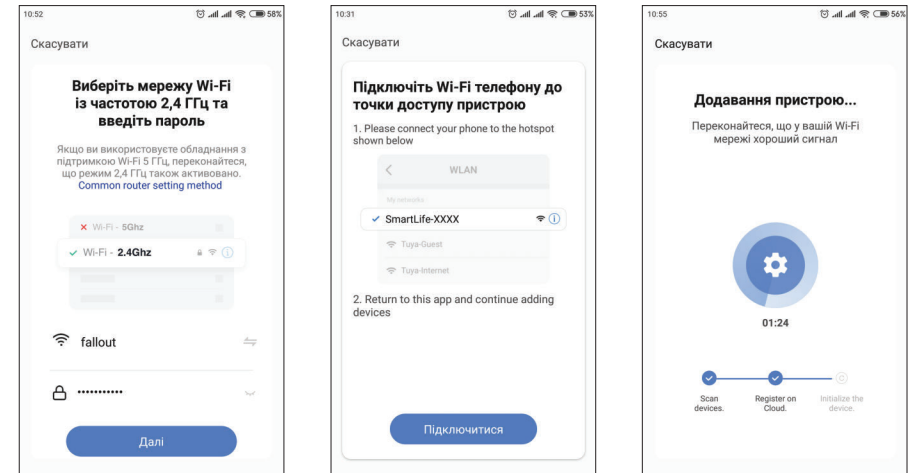 10:52
58%
Скасувати
Виберіть мережу Wi-Fi
із частотою 2,4 ГГц та
введіть пароль
Якщо ви використовуєте обладнання з
підтримкою Wi-Fi 5 ГГц, переконайтеся,
що режим 2,4 ГГц також активовано.
Common router setting method
Wi-Fi - 5Ghz
Wi-Fi - 2.4Ghz
fallout
•••••••••••
Далі
10:31
53%
Скасувати
Підключіть Wi-Fi телефону до
точки доступу пристрою
1. Please connect your phone to the hotspot
shown below
WLAN
My networks
SmartLife-XXXX
Tuya-Guest
Tuya-Internet
2. Return to this app and continue adding
devices
Підключитися
10:55
56%
Скасувати
Додавання пристрою...
Переконайтеся, що у вашій Wi-Fi
мережі хороший сигнал
01:24
Scan
devices.
Register on
Cloud.
Initialize the
device.